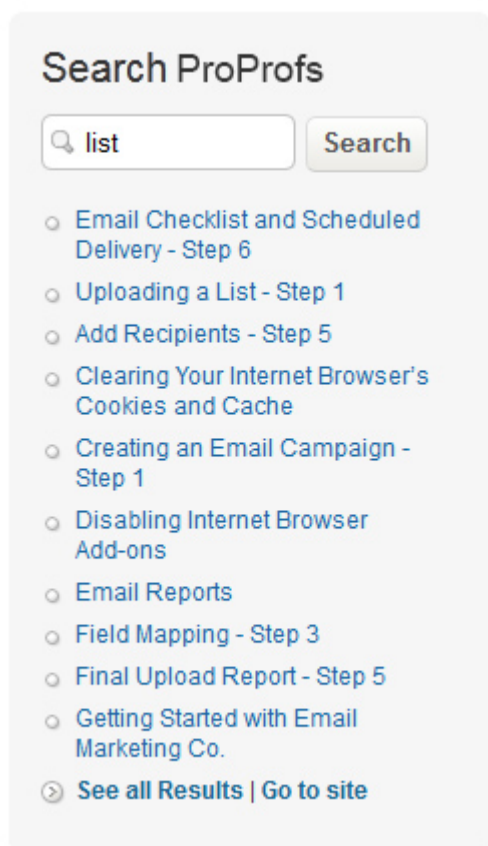 Search ProProfs
list
Search
Email Checklist and Scheduled
Delivery - Step 6
Uploading a List - Step 1
Add Recipients - Step 5
Clearing Your Internet Browser's
Cookies and Cache
Creating an Email Campaign -
Step 1
Disabling Internet Browser
Add-ons
Email Reports
Field Mapping - Step 3
Final Upload Report - Step 5
Getting Started with Email
Marketing Co.
See all Results | Go to site